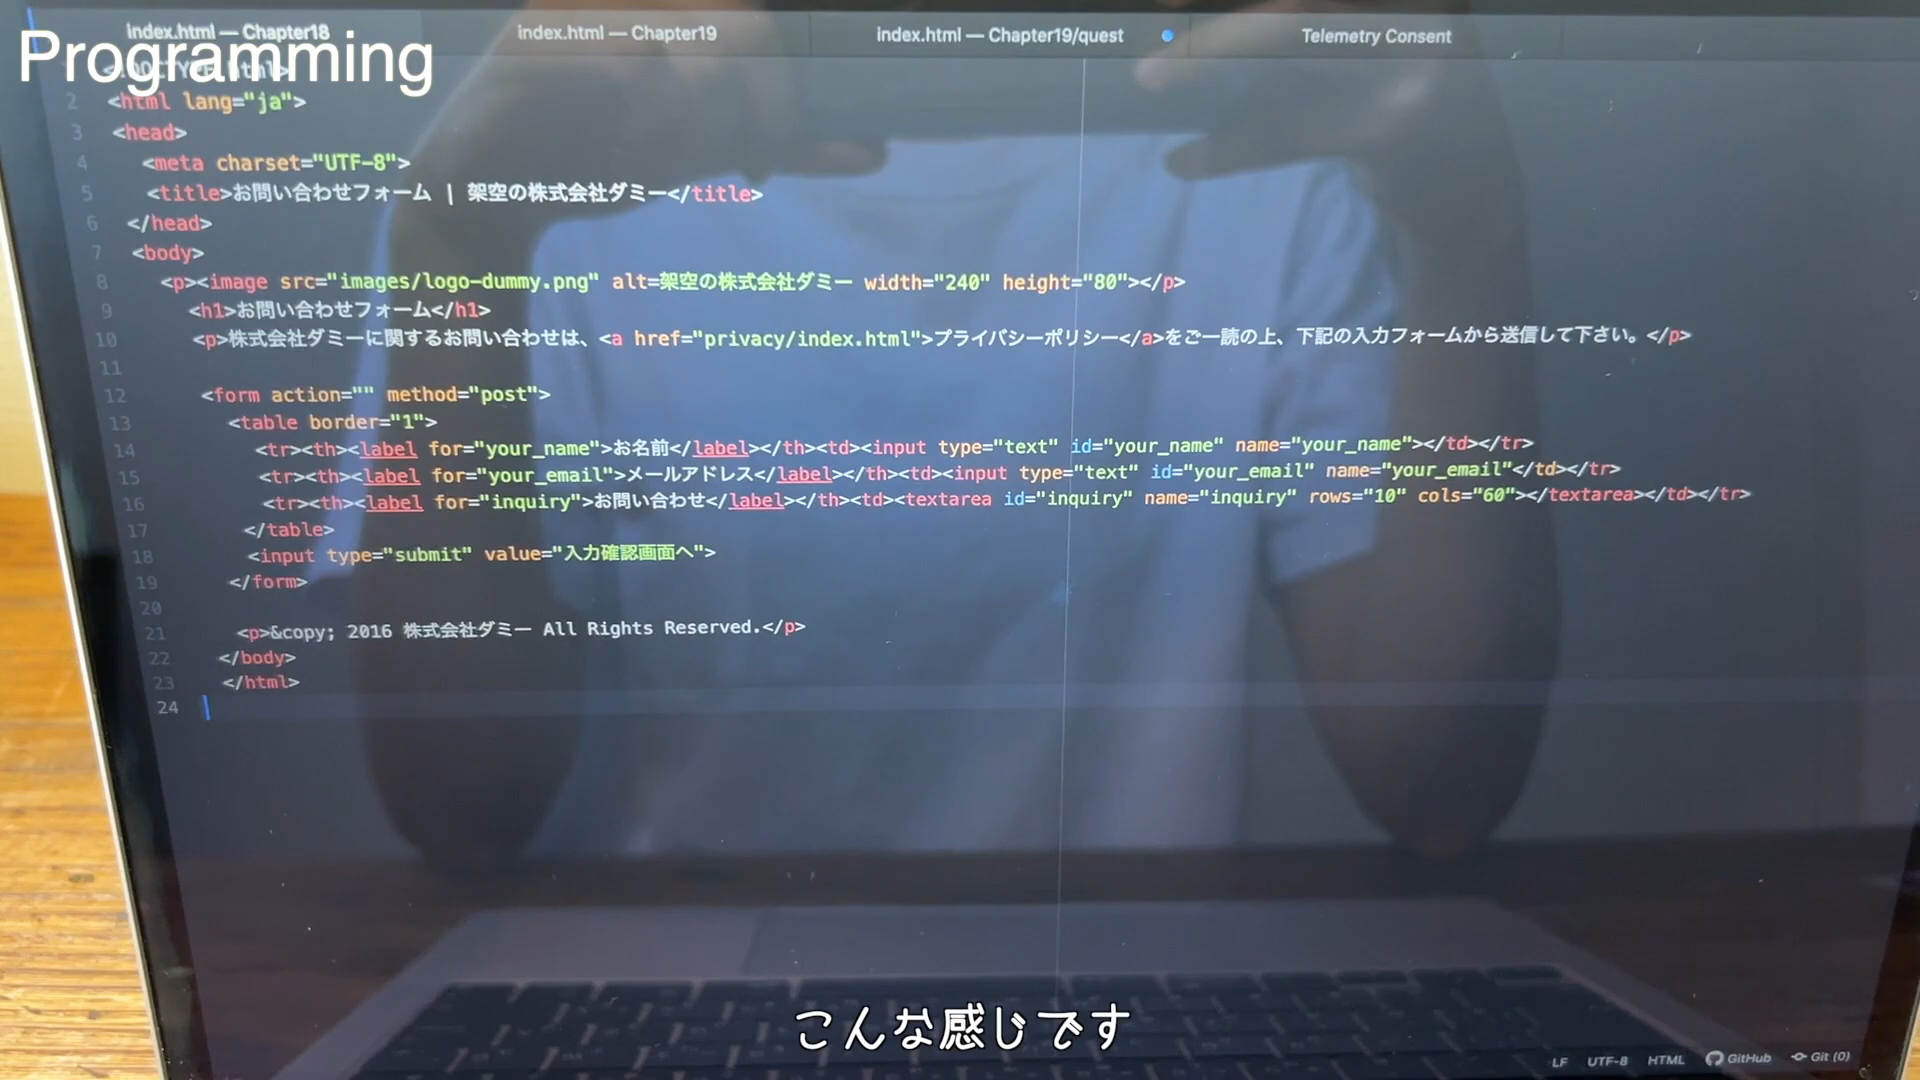 index.html — Chapter18
index.html — Chapter19
index.html — Chapter19/quest
Telemetry Consent
Programming
<!DOCTYPE html>
2 <html lang="ja">
3 <head>
4 <meta charset="UTF-8">
5 <title>お問い合わせフォーム | 架空の株式会社ダミー</title>
6 </head>
7 <body>
8 <p><image src="images/logo-dummy.png" alt=架空の株式会社ダミー width="240" height="80"></p>
9 <h1>お問い合わせフォーム</h1>
10 <p>株式会社ダミーに関するお問い合わせは、<a href="privacy/index.html">プライバシーポリシー</a>をご一読の上、下記の入力フォームから送信して下さい。</p>
11
12 <form action="" method="post">
13 <table border="1">
14 <tr><th><label for="your_name">お名前</label></th><td><input type="text" id="your_name" name="your_name"></td></tr>
15 <tr><th><label for="your_email">メールアドレス</label></th><td><input type="text" id="your_email" name="your_email"</td></tr>
16 <tr><th><label for="inquiry">お問い合わせ</label></th><td><textarea id="inquiry" name="inquiry" rows="10" cols="60"></textarea></td></tr>
17 </table>
18 <input type="submit" value="入力確認画面へ">
19 </form>
20
21 <p>&copy; 2016 株式会社ダミー All Rights Reserved.</p>
22 </body>
23 </html>
24
こんな感じです
LF UTF-8 HTML GitHub Git (0)